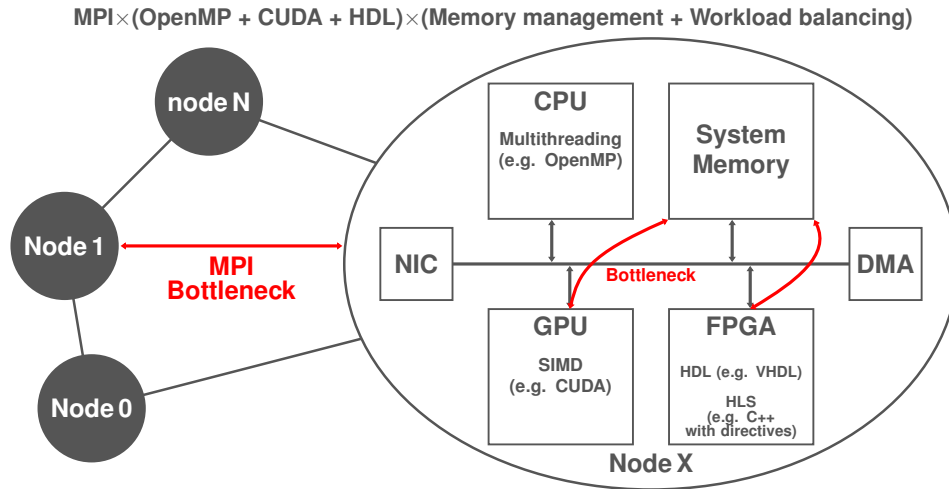 MPI×(OpenMP + CUDA + HDL)×(Memory management + Workload balancing)
node N
Node 1
Node 0
MPI
Bottleneck
CPU
Multithreading
(e.g. OpenMP)
System
Memory
NIC
Bottleneck
DMA
GPU
SIMD
(e.g. CUDA)
FPGA
HDL (e.g. VHDL)
HLS
(e.g. C++
with directives)
Node X